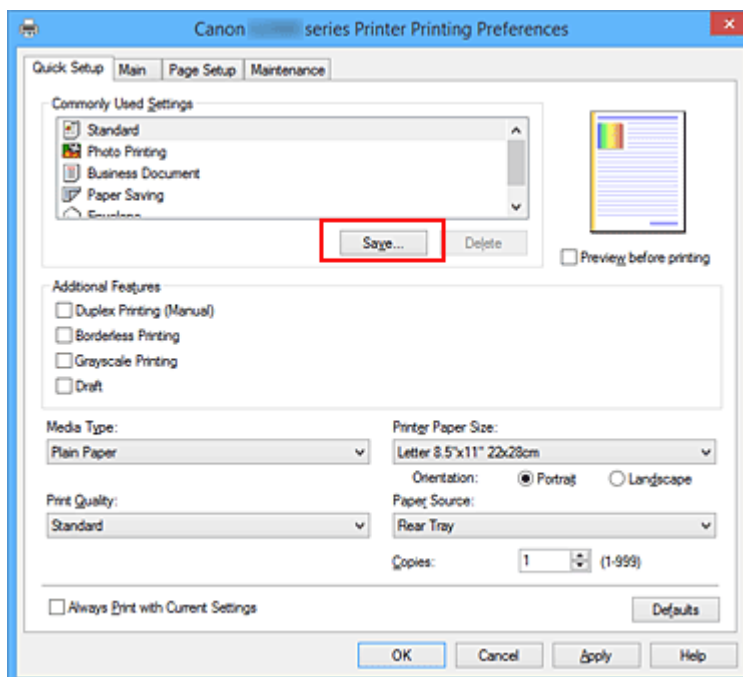 Canon series Printer Printing Preferences
Quick Setup Main Page Setup Maintenance
Commonly Used Settings
Standard
Photo Printing
Business Document
Paper Saving
Envelope
Save... Delete
Preview before printing
Additional Features
Duplex Printing (Manual)
Borderless Printing
Grayscale Printing
Draft
Media Type: Printer Paper Size:
Plain Paper Letter 8.5"x11" 22x28cm
Orientation: Portrait Landscape
Print Quality: Paper Source:
Standard Rear Tray
Copies: 1 (1-999)
Always Print with Current Settings Defaults
OK Cancel Apply Help